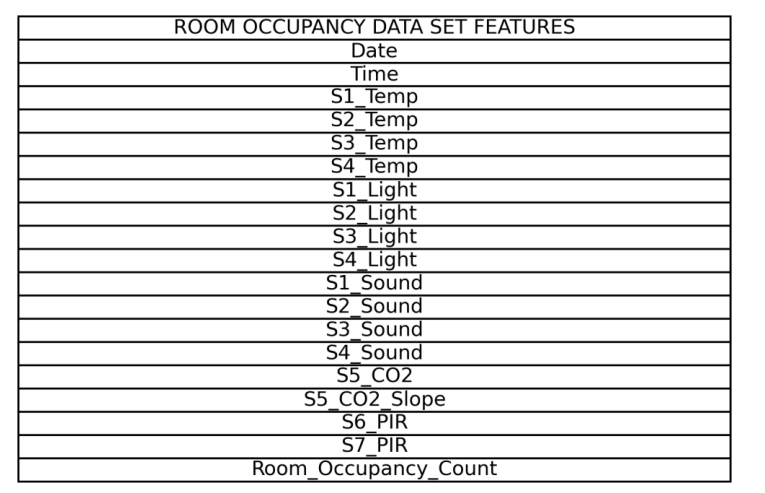 ROOM OCCUPANCY DATA SET FEATURES
Date
Time
S1_Temp
S2_Temp
S3_Temp
S4_Temp
S1_Light
S2_Light
S3_Light
S4_Light
S1_Sound
S2_Sound
S3_Sound
S4_Sound
S5_CO2
S5_CO2_Slope
S6_PIR
S7_PIR
Room_Occupancy_Count